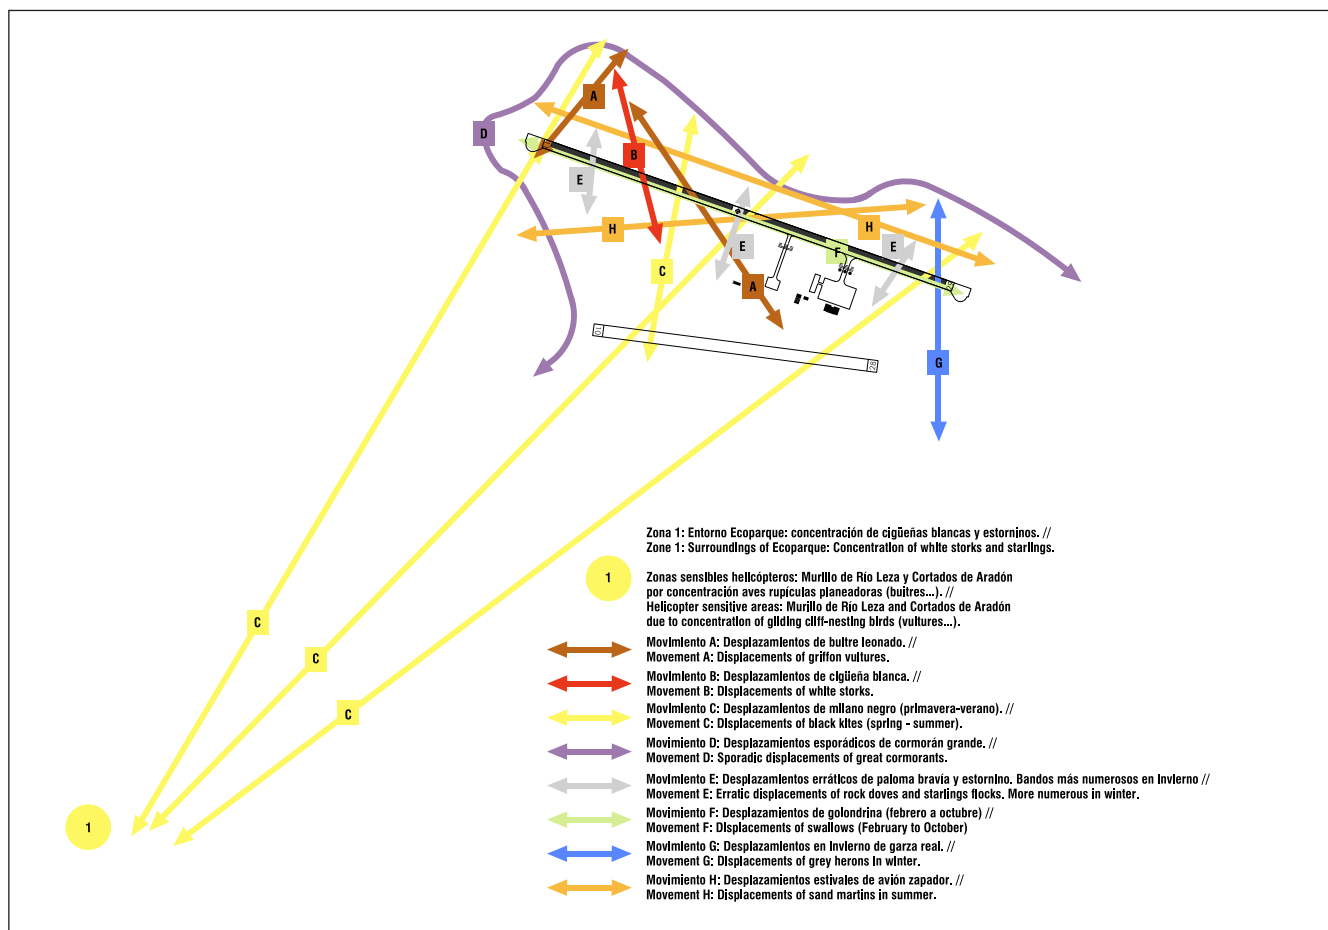 A
D
B
E
H
H
E
F
E
C
A
10
28
G
C
C
C
1
Zona 1: Entorno Ecoparque: concentración de cigüeñas blancas y estorninos. //
Zone 1: Surroundings of Ecoparque: Concentration of white storks and starlings.
1
Zonas sensibles helicópteros: Murillo de Río Leza y Cortados de Aradón
por concentración aves rupículas planeadoras (buitres...). //
Helicopter sensitive areas: Murillo de Río Leza and Cortados de Aradón
due to concentration of gliding cliff-nesting birds (vultures...).
Movimiento A: Desplazamientos de buitre leonado. //
Movement A: Displacements of griffon vultures.
Movimiento B: Desplazamientos de cigüeña blanca. //
Movement B: Displacements of white storks.
Movimiento C: Desplazamientos de milano negro (primavera-verano). //
Movement C: Displacements of black kites (spring - summer).
Movimiento D: Desplazamientos esporádicos de cormorán grande. //
Movement D: Sporadic displacements of great cormorants.
Movimiento E: Desplazamientos erráticos de paloma bravía y estornino. Bandos más numerosos en invierno //
Movement E: Erratic displacements of rock doves and starlings flocks. More numerous in winter.
Movimiento F: Desplazamientos de golondrina (febrero a octubre) //
Movement F: Displacements of swallows (February to October)
Movimiento G: Desplazamientos en invierno de garza real. //
Movement G: Displacements of grey herons in winter.
Movimiento H: Desplazamientos estivales de avión zapador. //
Movement H: Displacements of sand martins in summer.